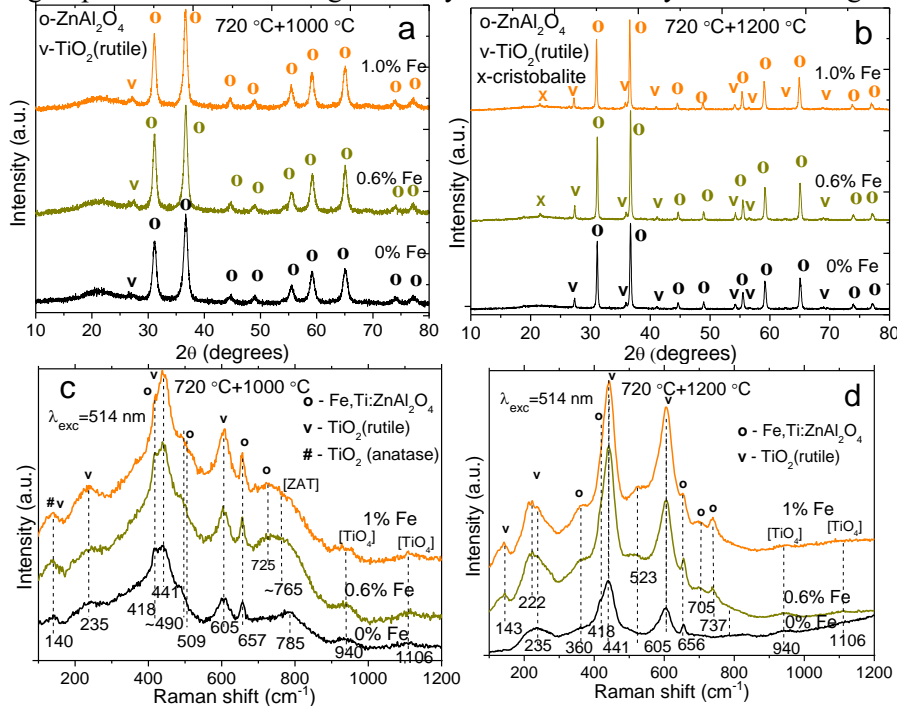 o-ZnAl2O4 720 °C+1000 °C a
v-TiO2(rutile)
1.0% Fe
0.6% Fe
0% Fe
v o o o o o o o o o
v o o o o o o o o o
v o o o o o o o o o
Intensity (a.u.)
10 20 30 40 50 60 70 80
2θ (degrees)
o-ZnAl2O4 720 °C+1200 °C b
v-TiO2(rutile)
x-cristobalite
1.0% Fe
0.6% Fe
0% Fe
x v o v o v o o v o v o o v o o
x v o v o v o o v o v o o v o o
v o v o v o o v o v o o v o o
Intensity (a.u.)
10 20 30 40 50 60 70 80
2θ (degrees)
c
720 °C+1000 °C
λexc=514 nm
o - Fe,Ti:ZnAl2O4
v - TiO2(rutile)
# - TiO2 (anatase)
# v v o v o v o o
[ZAT]
1% Fe
[TiO4] [TiO4]
0.6% Fe
0% Fe
140 235 418 441 ~490 509 605 657 725 ~765 785 940 1106
Intensity (a.u.)
200 400 600 800 1000 1200
Raman shift (cm-1)
d
720 °C+1200 °C
λexc=514 nm
o - Fe,Ti:ZnAl2O4
v - TiO2(rutile)
v v o o v v o o o
1% Fe
[TiO4] [TiO4]
0.6% Fe
0% Fe
143 222 235 360 418 441 523 605 656 705 737 940 1106
Intensity (a.u.)
200 400 600 800 1000 1200
Raman shift (cm-1)